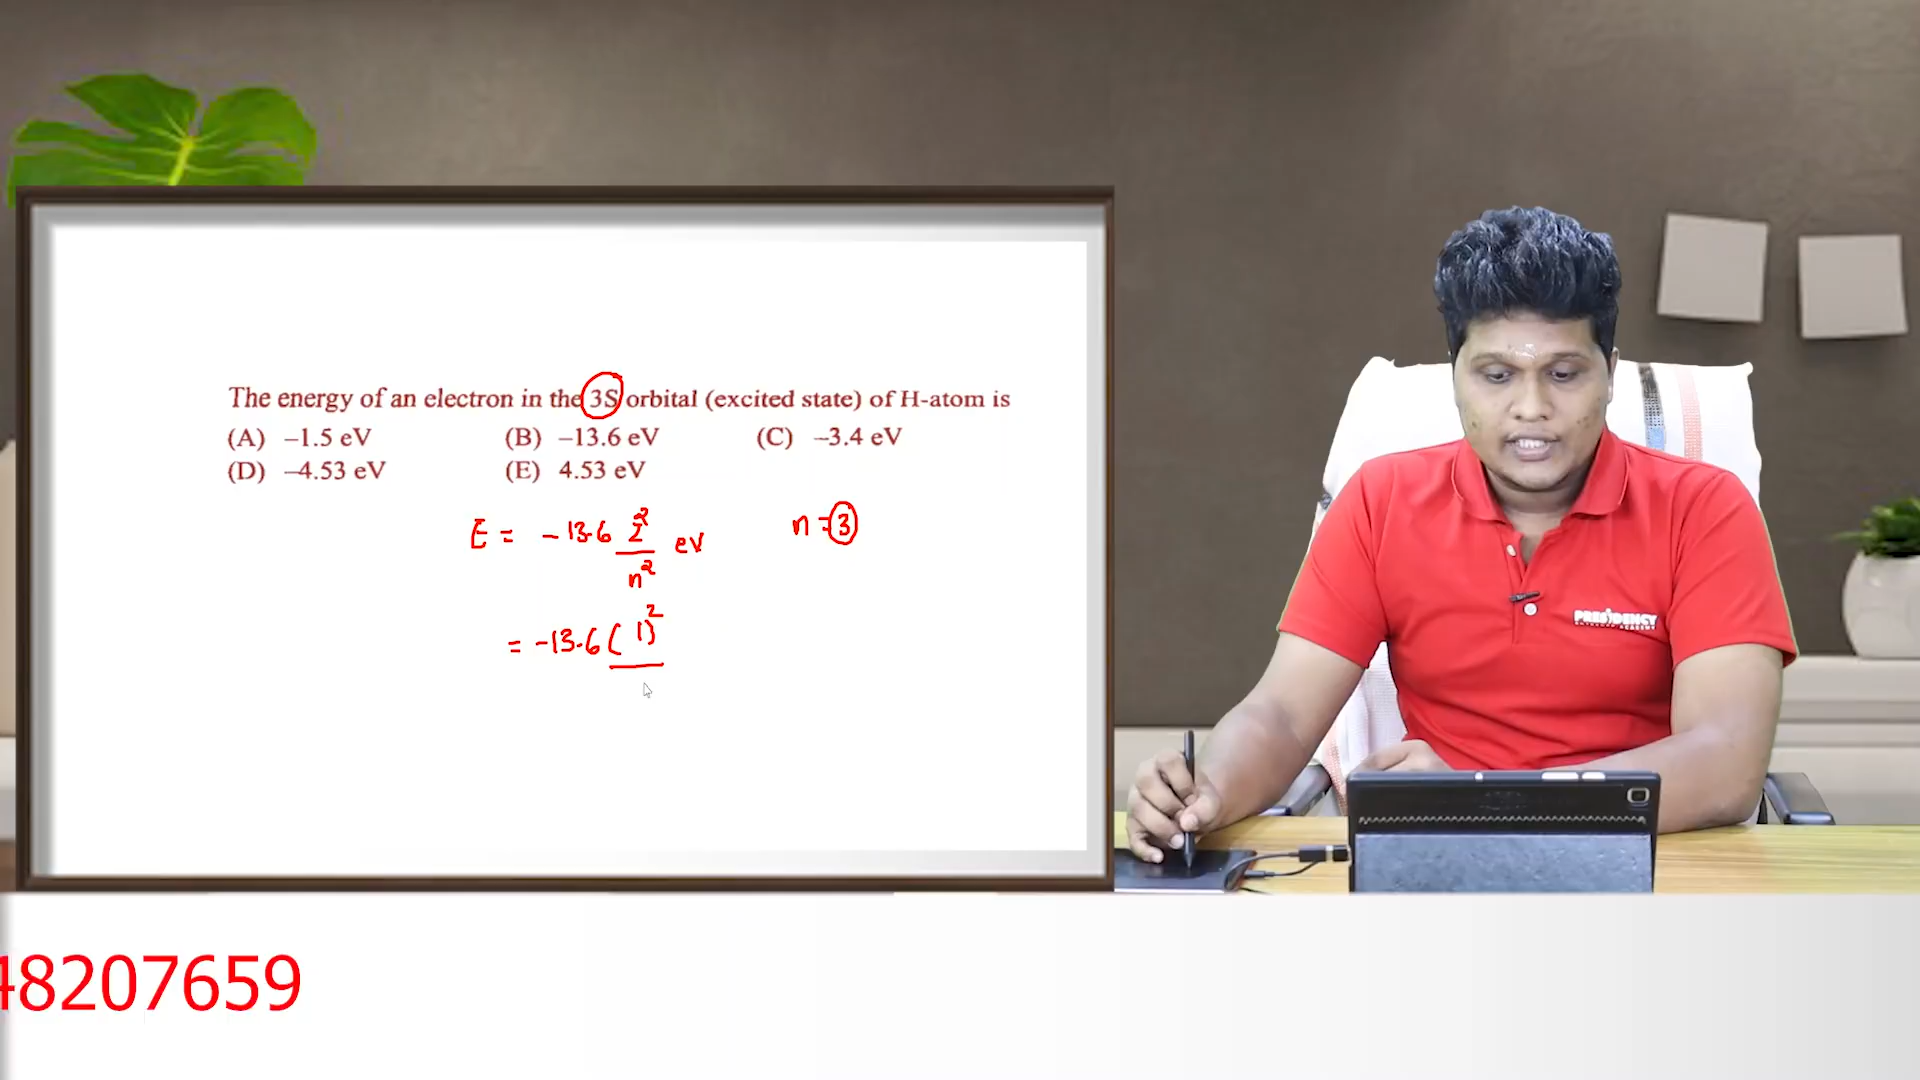 The energy of an electron in the 3S orbital (excited state) of H-atom is
(A) –1.5 eV (B) –13.6 eV (C) –3.4 eV
(D) –4.53 eV (E) 4.53 eV
E = -13.6 Z² / n² ev n = 3
= -13.6 (1)²
PRESIDENCY
48207659